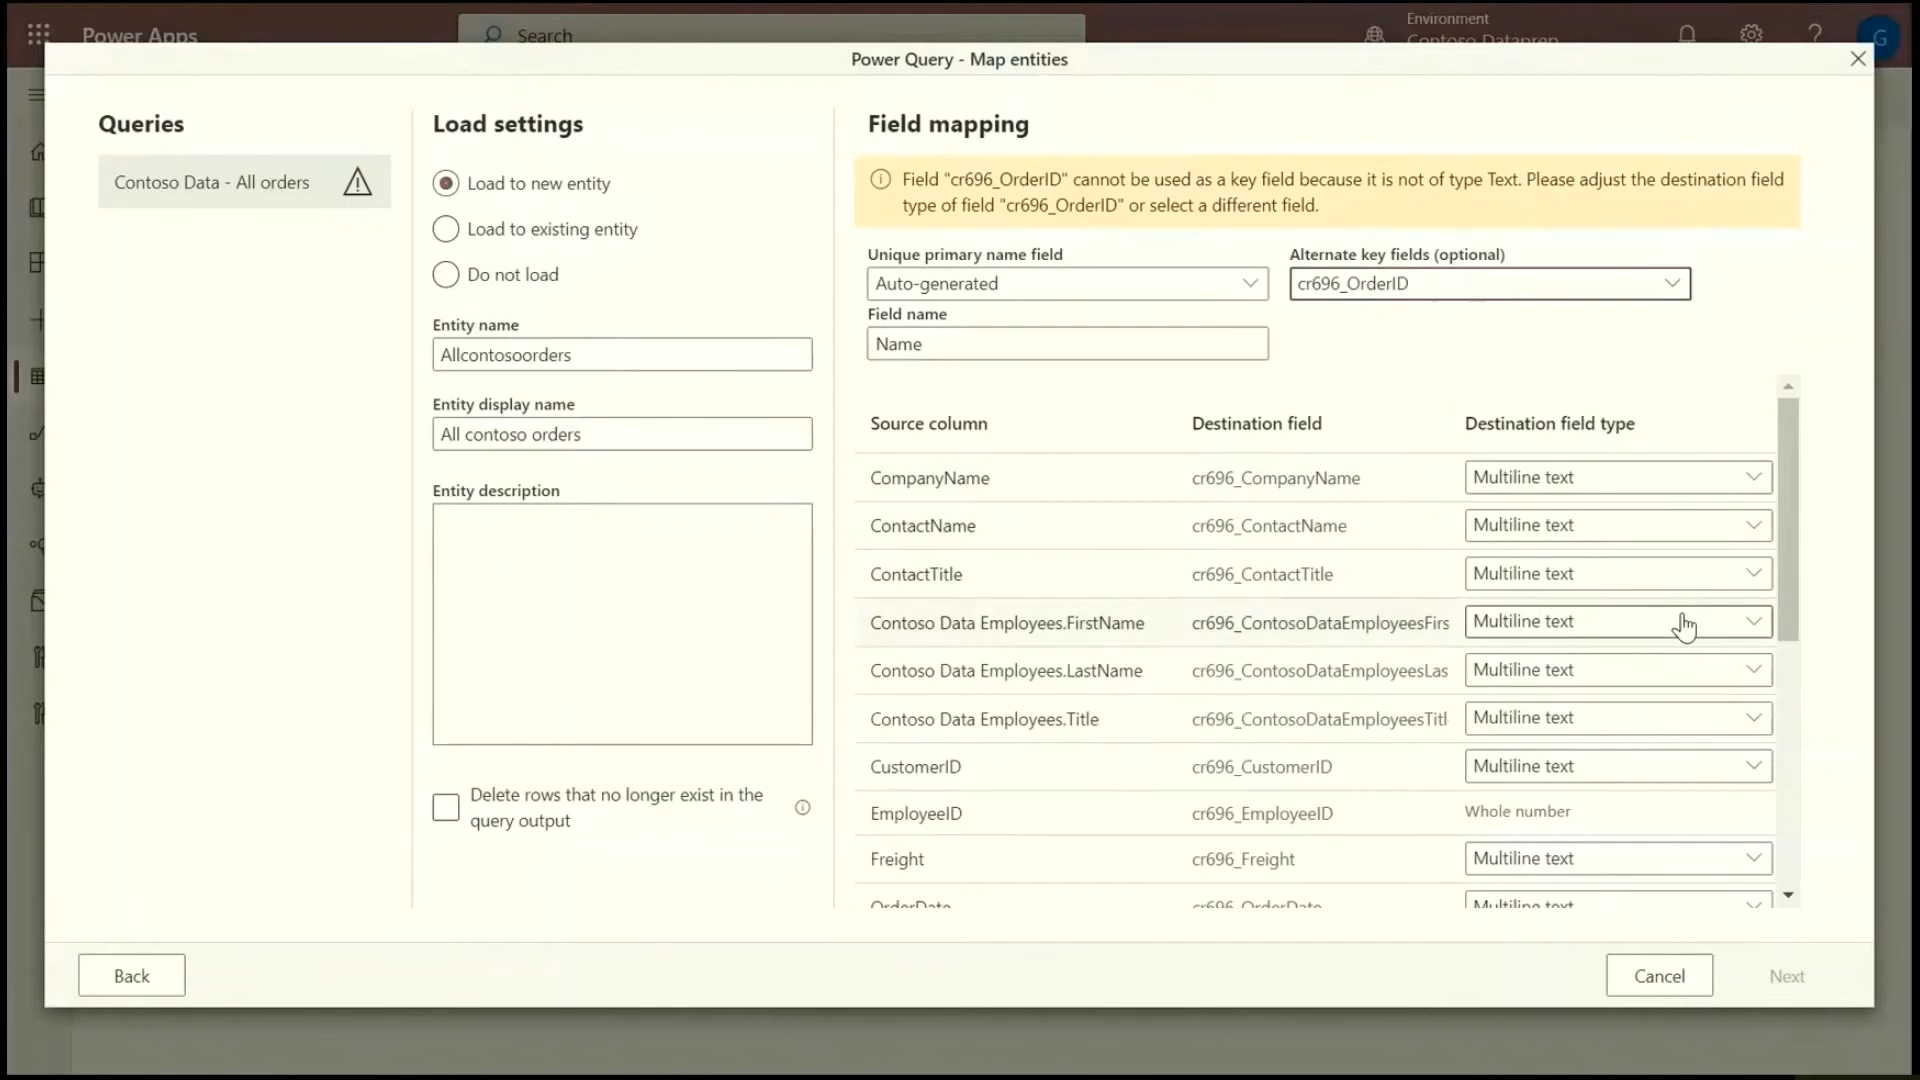 Power Apps
Search
Environment
Contoso Dataprep
G
Power Query - Map entities
Queries
Contoso Data - All orders
Load settings
Load to new entity
Load to existing entity
Do not load
Entity name
Allcontosoorders
Entity display name
All contoso orders
Entity description
Delete rows that no longer exist in the
query output
Field mapping
Field "cr696_OrderID" cannot be used as a key field because it is not of type Text. Please adjust the destination field
type of field "cr696_OrderID" or select a different field.
Unique primary name field
Alternate key fields (optional)
Auto-generated
cr696_OrderID
Field name
Name
Source column Destination field Destination field type
CompanyName cr696_CompanyName Multiline text
ContactName cr696_ContactName Multiline text
ContactTitle cr696_ContactTitle Multiline text
Contoso Data Employees.FirstName cr696_ContosoDataEmployeesFirs Multiline text
Contoso Data Employees.LastName cr696_ContosoDataEmployeesLas Multiline text
Contoso Data Employees.Title cr696_ContosoDataEmployeesTitl Multiline text
CustomerID cr696_CustomerID Multiline text
EmployeeID cr696_EmployeeID Whole number
Freight cr696_Freight Multiline text
OrderDate cr696_OrderDate Multiline text
Back
Cancel
Next